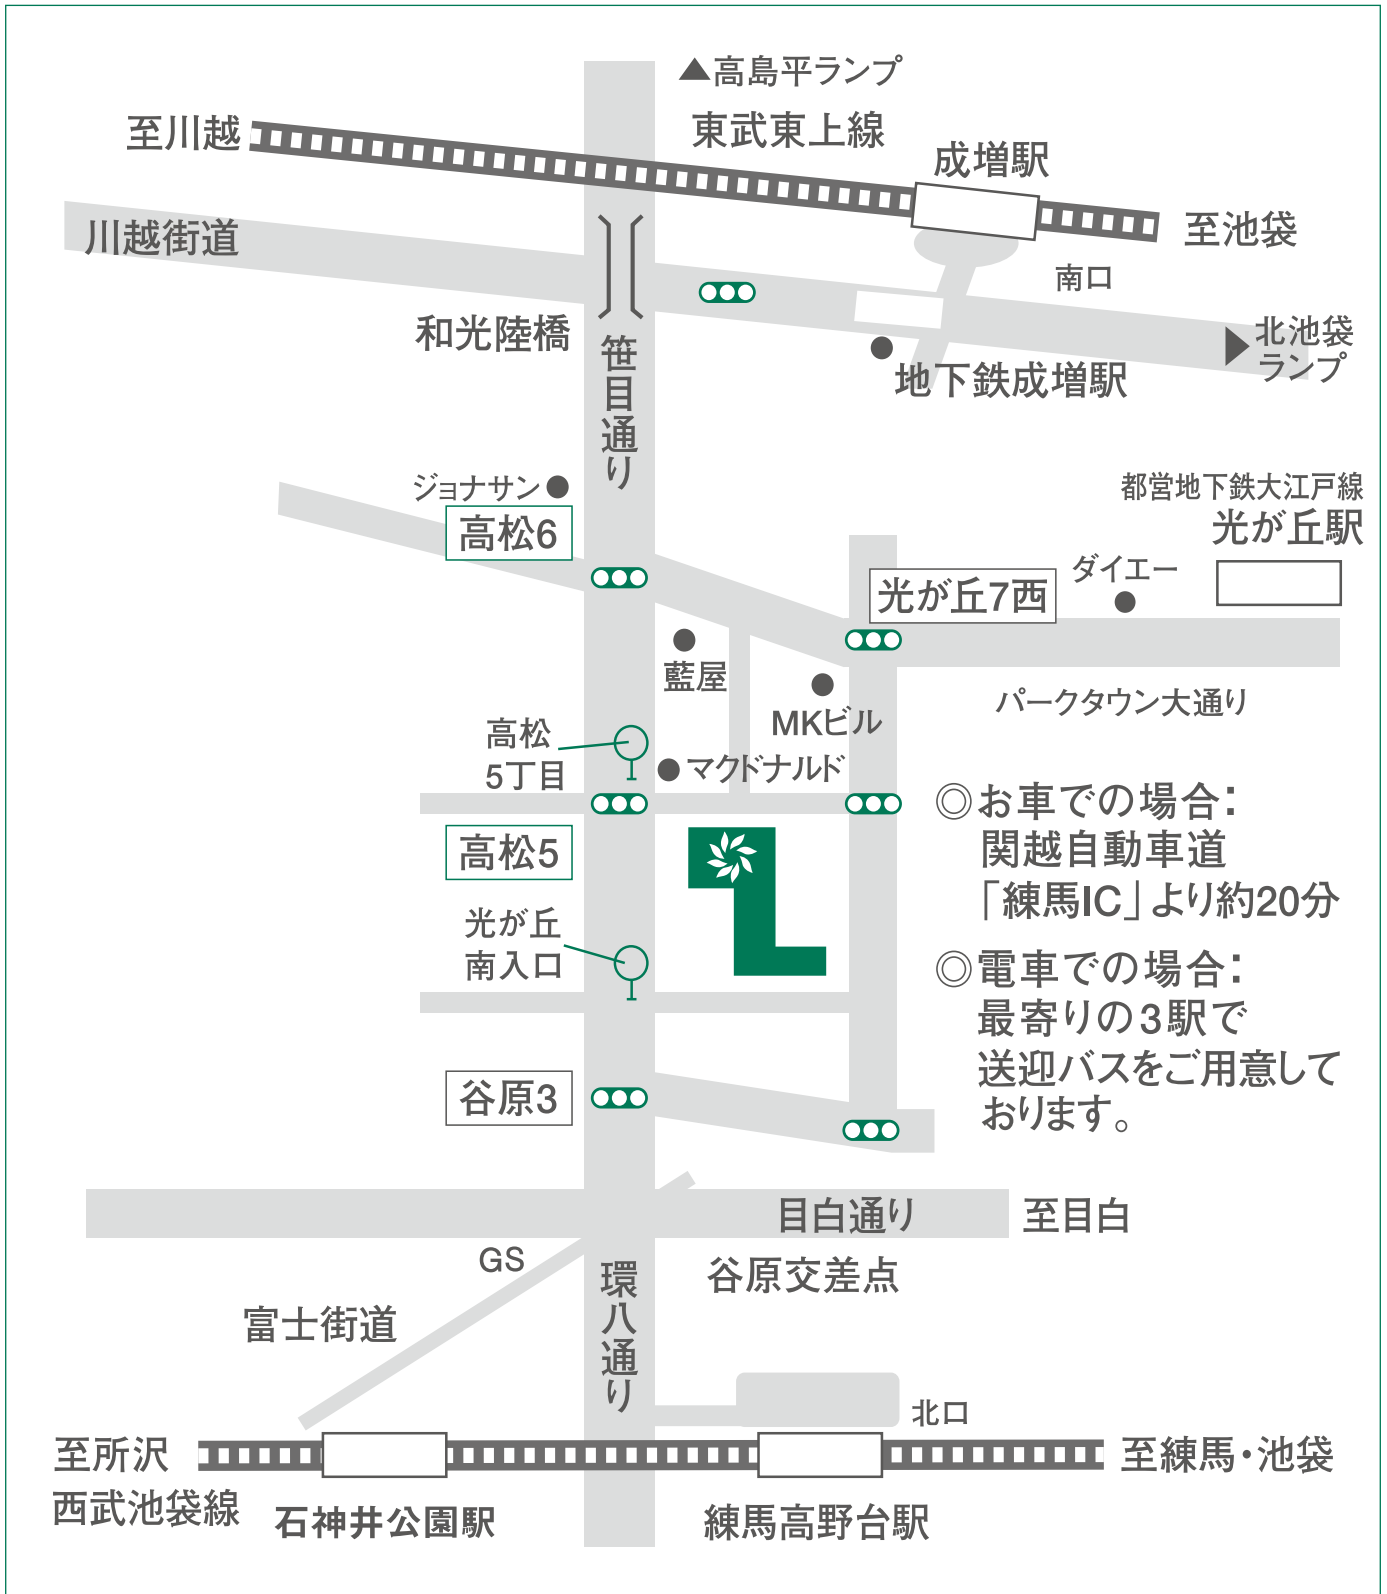 ▲高島平ランプ
東武東上線
至川越
成増駅
至池袋
川越街道
南口
和光陸橋
北池袋
ランプ
笹目通り
地下鉄成増駅
ジョナサン
都営地下鉄大江戸線
光が丘駅
高松6
ダイエー
光が丘7西
藍屋
パークタウン大通り
MKビル
高松
5丁目
マクドナルド
◎お車での場合：
関越自動車道
「練馬IC」より約20分
高松5
光が丘
南入口
◎電車での場合：
最寄りの3駅で
送迎バスをご用意して
おります。
谷原3
目白通り
至目白
GS
谷原交差点
環八通り
富士街道
北口
至所沢
至練馬・池袋
西武池袋線
石神井公園駅
練馬高野台駅